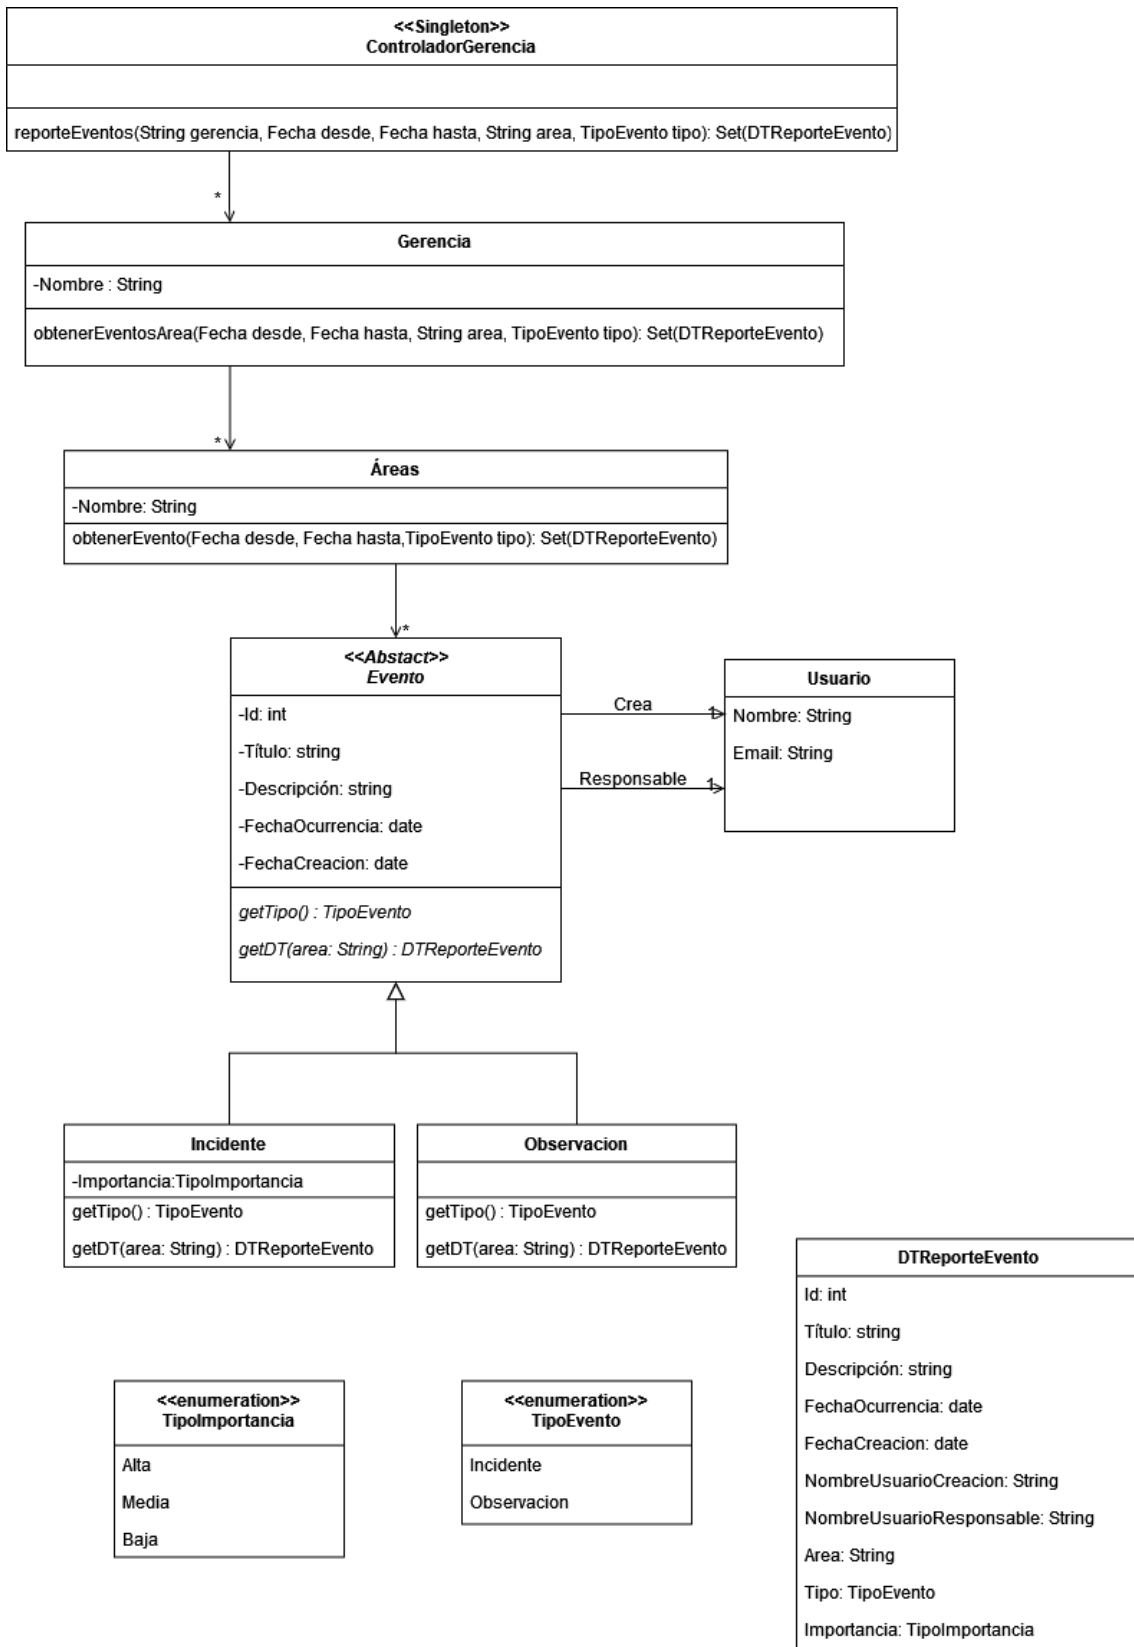 <<Singleton>>
ControladorGerencia
reporteEventos(String gerencia, Fecha desde, Fecha hasta, String area, TipoEvento tipo): Set(DTReporteEvento)
*
Gerencia
-Nombre : String
obtenerEventosArea(Fecha desde, Fecha hasta, String area, TipoEvento tipo): Set(DTReporteEvento)
*
Áreas
-Nombre: String
obtenerEvento(Fecha desde, Fecha hasta,TipoEvento tipo): Set(DTReporteEvento)
*
<<Abstact>>
Evento
-Id: int
-Título: string
-Descripción: string
-FechaOcurrencia: date
-FechaCreacion: date
getTipo() : TipoEvento
getDT(area: String) : DTReporteEvento
Crea
1
Responsable
1
Usuario
Nombre: String
Email: String
Incidente
-Importancia:TipoImportancia
getTipo() : TipoEvento
getDT(area: String) : DTReporteEvento
Observacion
getTipo() : TipoEvento
getDT(area: String) : DTReporteEvento
<<enumeration>>
TipoImportancia
Alta
Media
Baja
<<enumeration>>
TipoEvento
Incidente
Observacion
DTReporteEvento
Id: int
Título: string
Descripción: string
FechaOcurrencia: date
FechaCreacion: date
NombreUsuarioCreacion: String
NombreUsuarioResponsable: String
Area: String
Tipo: TipoEvento
Importancia: TipoImportancia